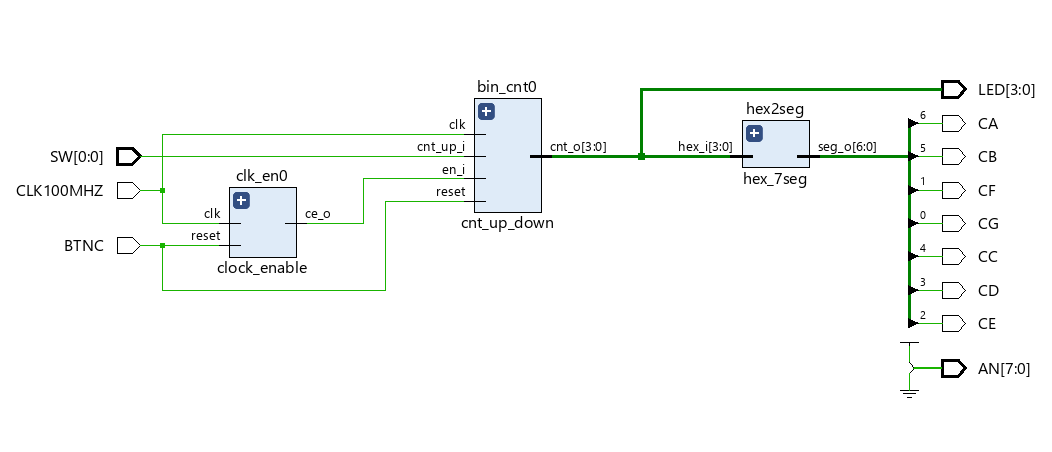 bin_cnt0
clk
cnt_up_i
en_i
reset
cnt_o[3:0]
cnt_up_down
SW[0:0]
CLK100MHZ
BTNC
clk_en0
clk
reset
ce_o
clock_enable
hex2seg
hex_i[3:0]
seg_o[6:0]
hex_7seg
LED[3:0]
6 CA
5 CB
1 CF
0 CG
4 CC
3 CD
2 CE
AN[7:0]